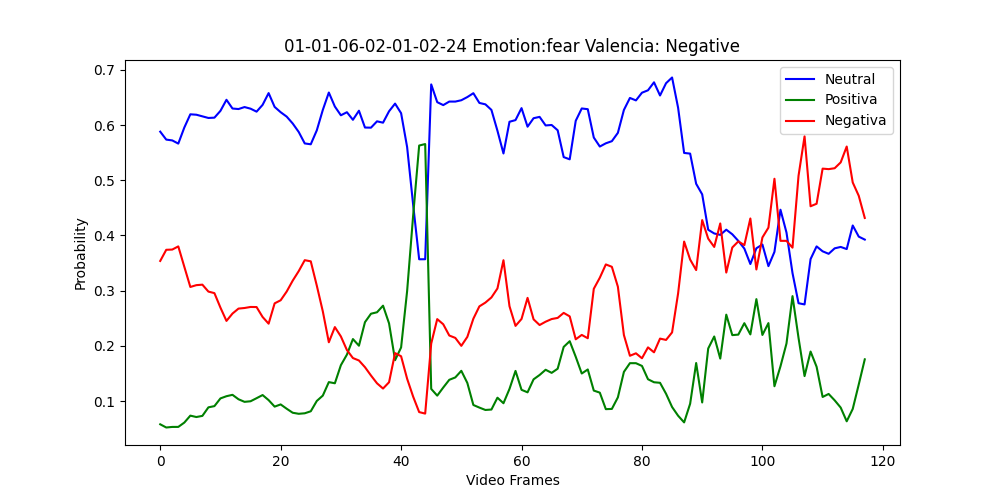 01-01-06-02-01-02-24 Emotion:fear Valencia: Negative
Neutral
Positiva
Negativa
Probability
0.7
0.6
0.5
0.4
0.3
0.2
0.1
0 20 40 60 80 100 120
Video Frames